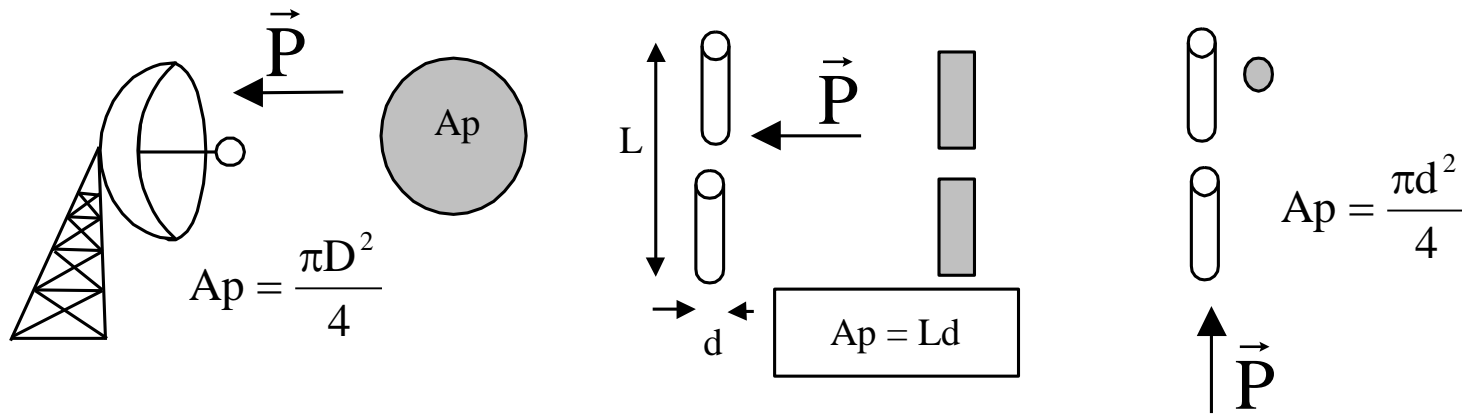 P⃗
Ap
Ap = πD²/4
L
P⃗
d
Ap = Ld
Ap = πd²/4
P⃗